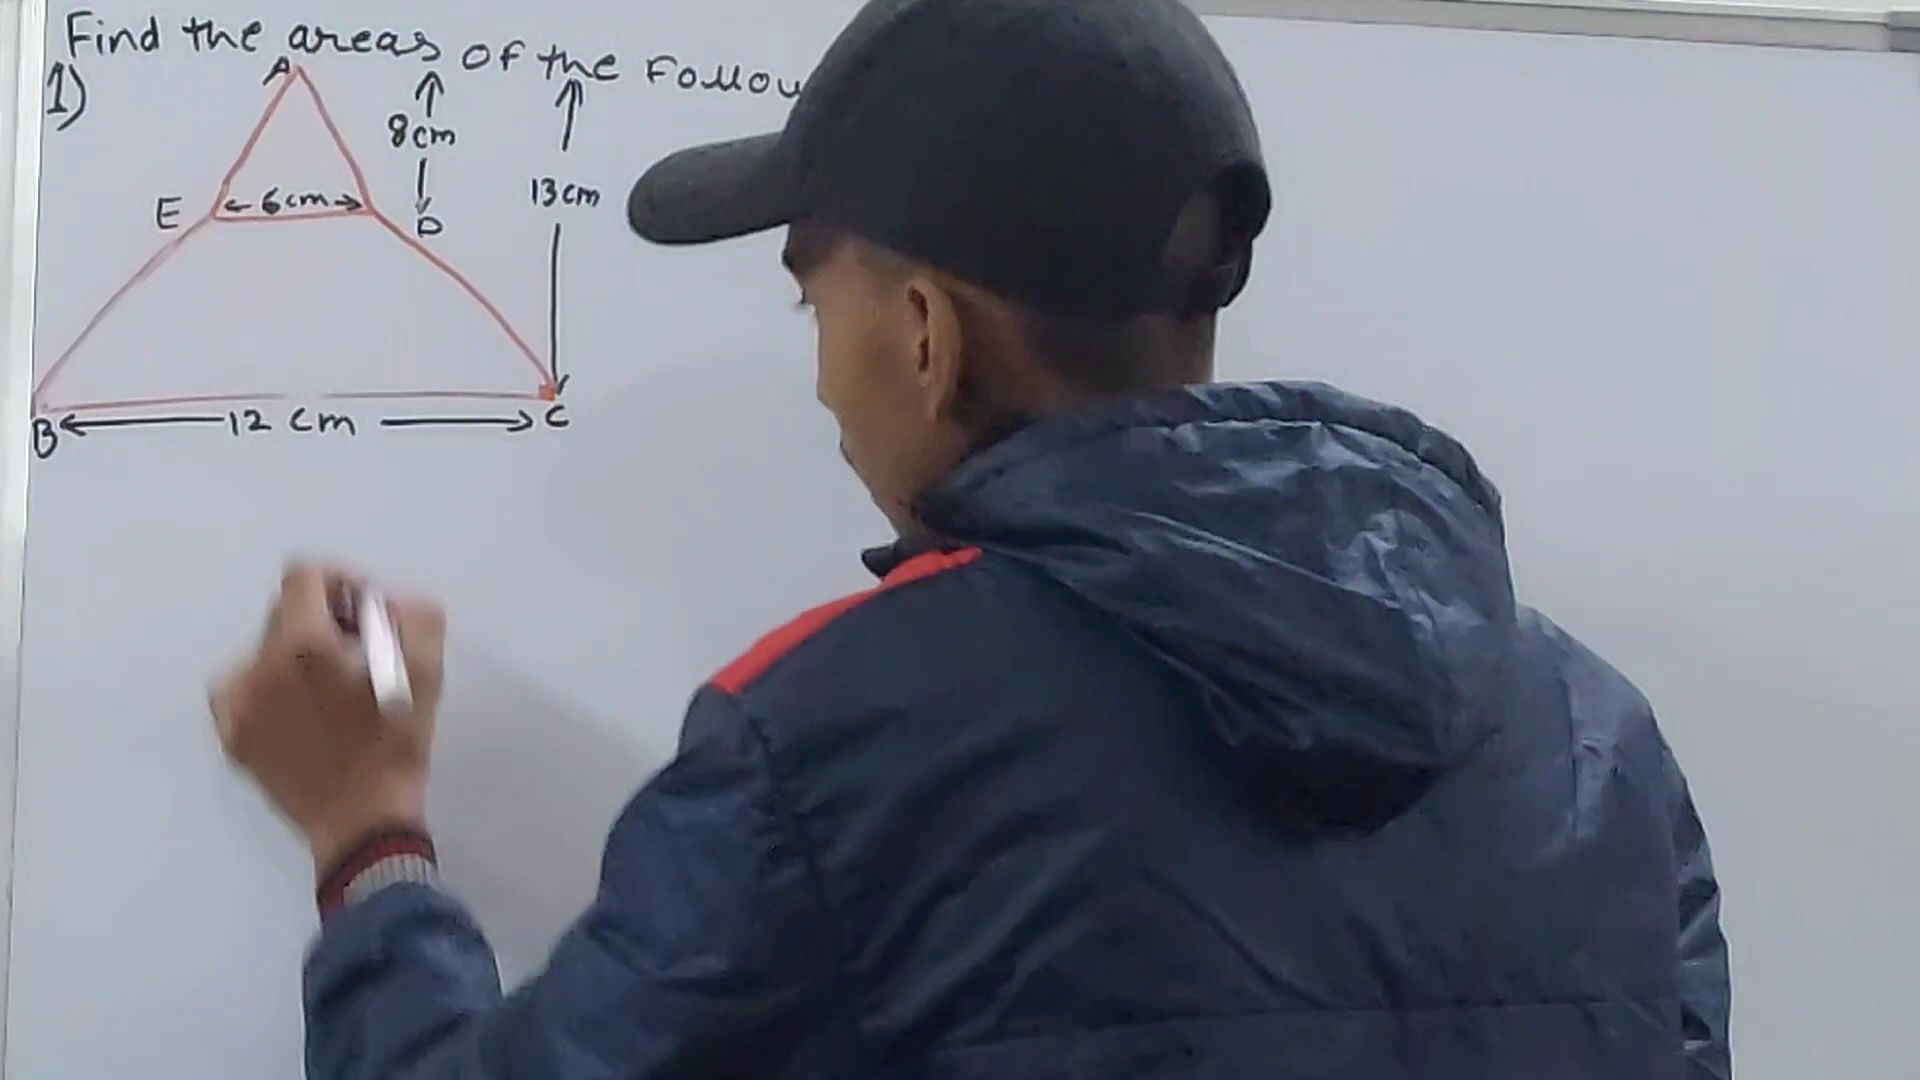 Find the areas of the Follow
1)
A
8cm
13cm
E
6cm
D
B
12 cm
C